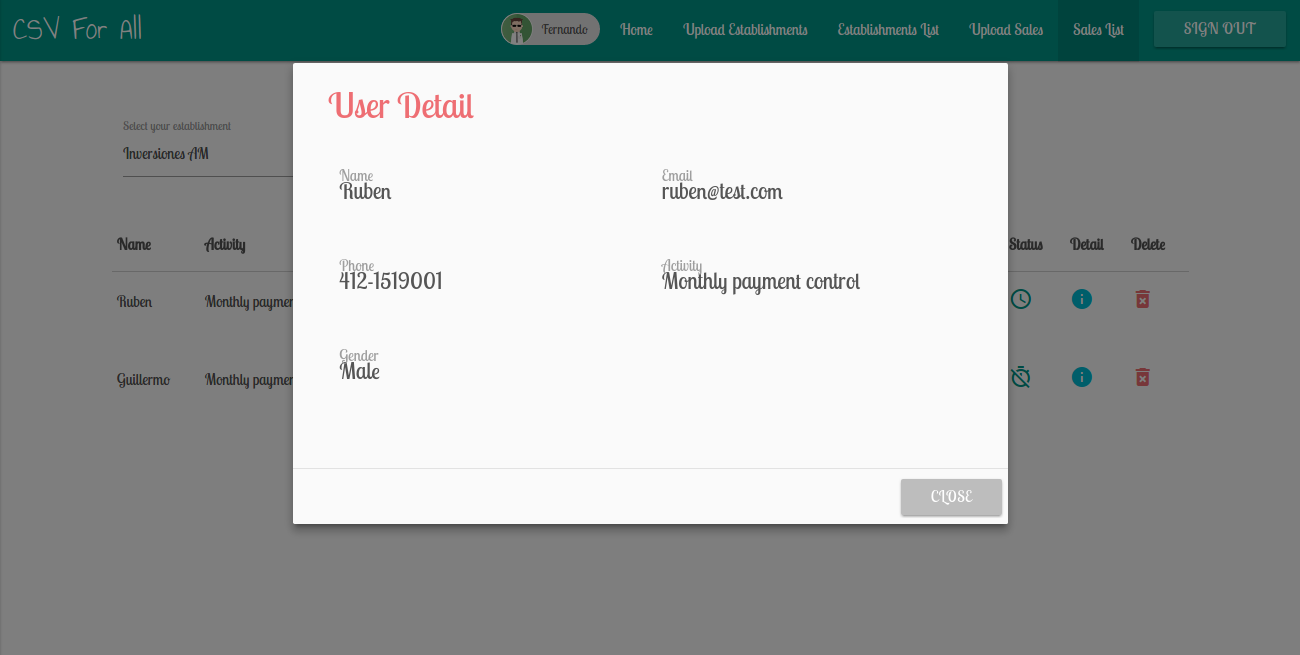 CSV For All
Fernando
Home
Upload Establishments
Establishments List
Upload Sales
Sales List
SIGN OUT
User Detail
Select your establishment
Inversiones AM
Name
Ruben
Email
ruben@test.com
Name
Activity
Status
Detail
Delete
Phone
412-1519001
Activity
Monthly payment control
Ruben
Monthly paymen
Gender
Male
Guillermo
Monthly paymen
CLOSE